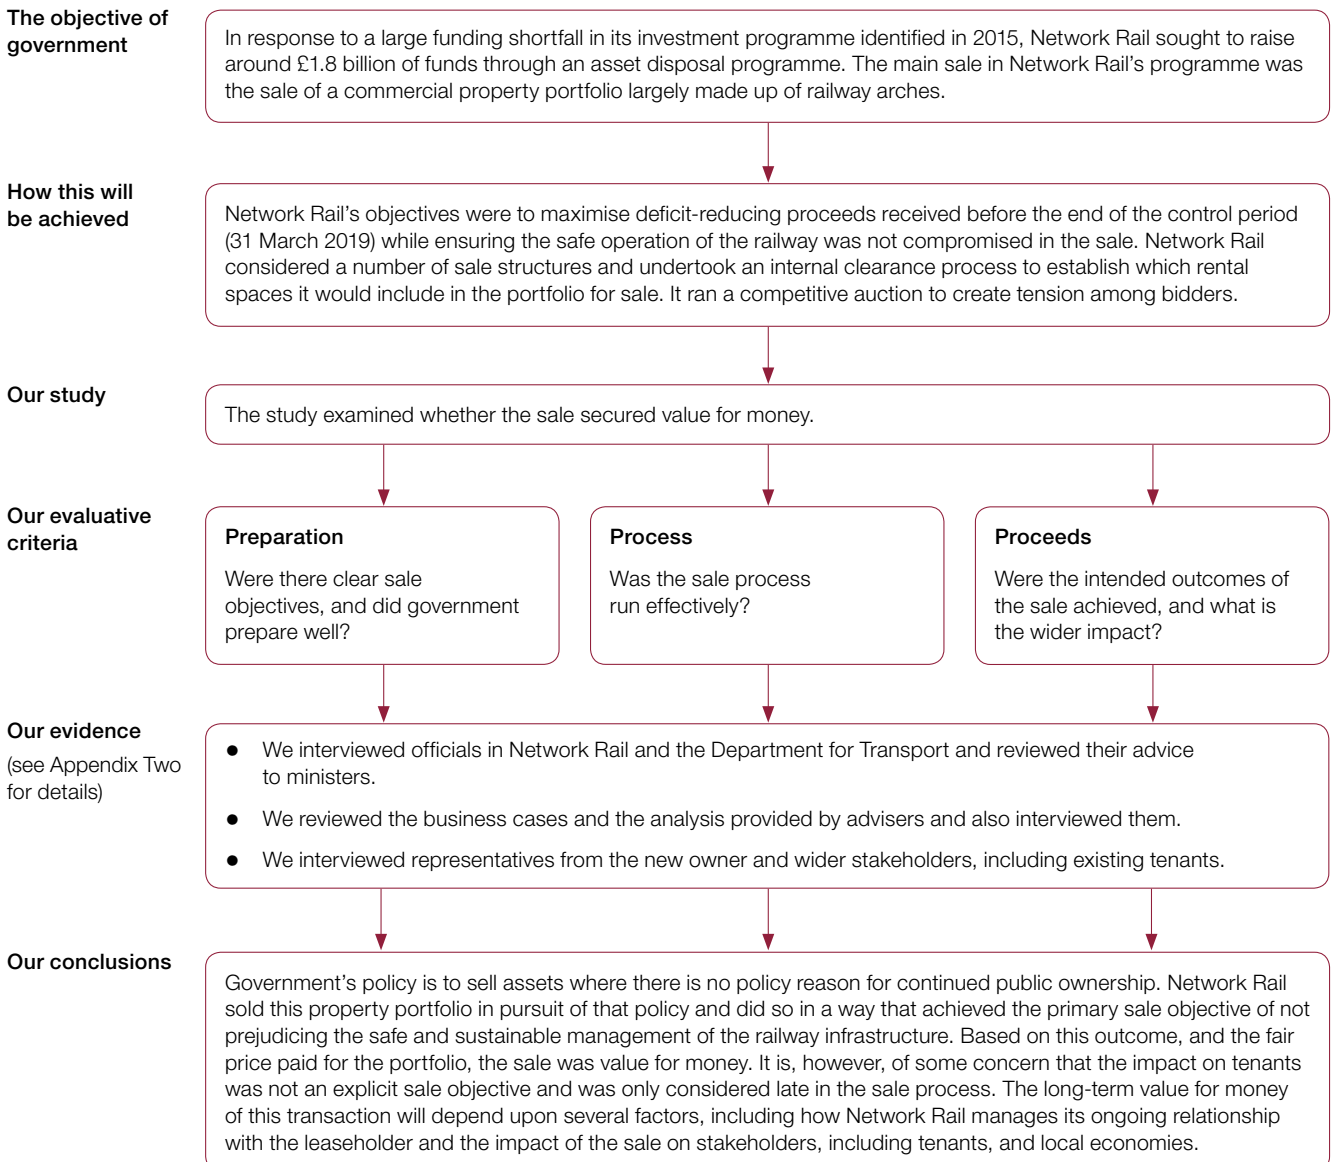 The objective of
government
In response to a large funding shortfall in its investment programme identified in 2015, Network Rail sought to raise
around £1.8 billion of funds through an asset disposal programme. The main sale in Network Rail's programme was
the sale of a commercial property portfolio largely made up of railway arches.
How this will
be achieved
Network Rail's objectives were to maximise deficit-reducing proceeds received before the end of the control period
(31 March 2019) while ensuring the safe operation of the railway was not compromised in the sale. Network Rail
considered a number of sale structures and undertook an internal clearance process to establish which rental
spaces it would include in the portfolio for sale. It ran a competitive auction to create tension among bidders.
Our study
The study examined whether the sale secured value for money.
Our evaluative
criteria
Preparation
Were there clear sale
objectives, and did government
prepare well?
Process
Was the sale process
run effectively?
Proceeds
Were the intended outcomes of
the sale achieved, and what is
the wider impact?
Our evidence
(see Appendix Two
for details)
● We interviewed officials in Network Rail and the Department for Transport and reviewed their advice
to ministers.
● We reviewed the business cases and the analysis provided by advisers and also interviewed them.
● We interviewed representatives from the new owner and wider stakeholders, including existing tenants.
Our conclusions
Government's policy is to sell assets where there is no policy reason for continued public ownership. Network Rail
sold this property portfolio in pursuit of that policy and did so in a way that achieved the primary sale objective of not
prejudicing the safe and sustainable management of the railway infrastructure. Based on this outcome, and the fair
price paid for the portfolio, the sale was value for money. It is, however, of some concern that the impact on tenants
was not an explicit sale objective and was only considered late in the sale process. The long-term value for money
of this transaction will depend upon several factors, including how Network Rail manages its ongoing relationship
with the leaseholder and the impact of the sale on stakeholders, including tenants, and local economies.